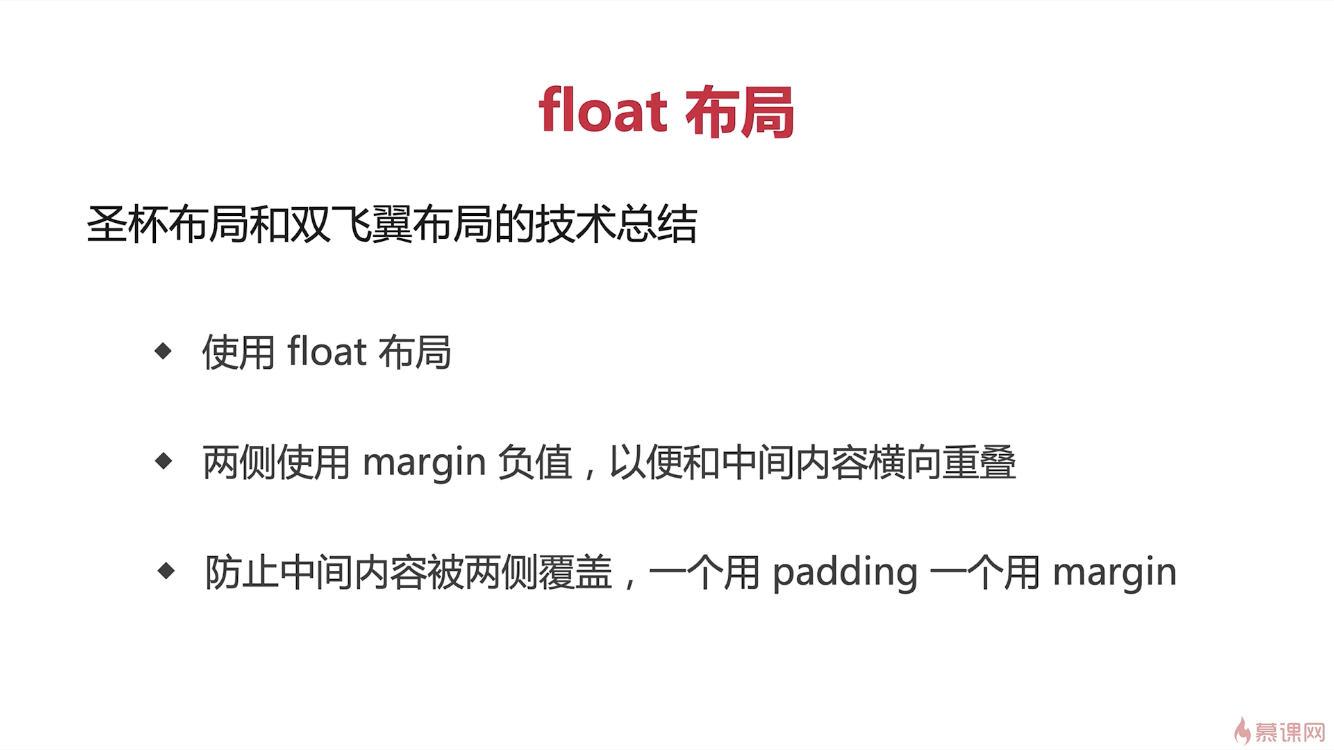 float 布局
圣杯布局和双飞翼布局的技术总结
◆ 使用 float 布局
◆ 两侧使用 margin 负值，以便和中间内容横向重叠
◆ 防止中间内容被两侧覆盖，一个用 padding 一个用 margin
慕课网